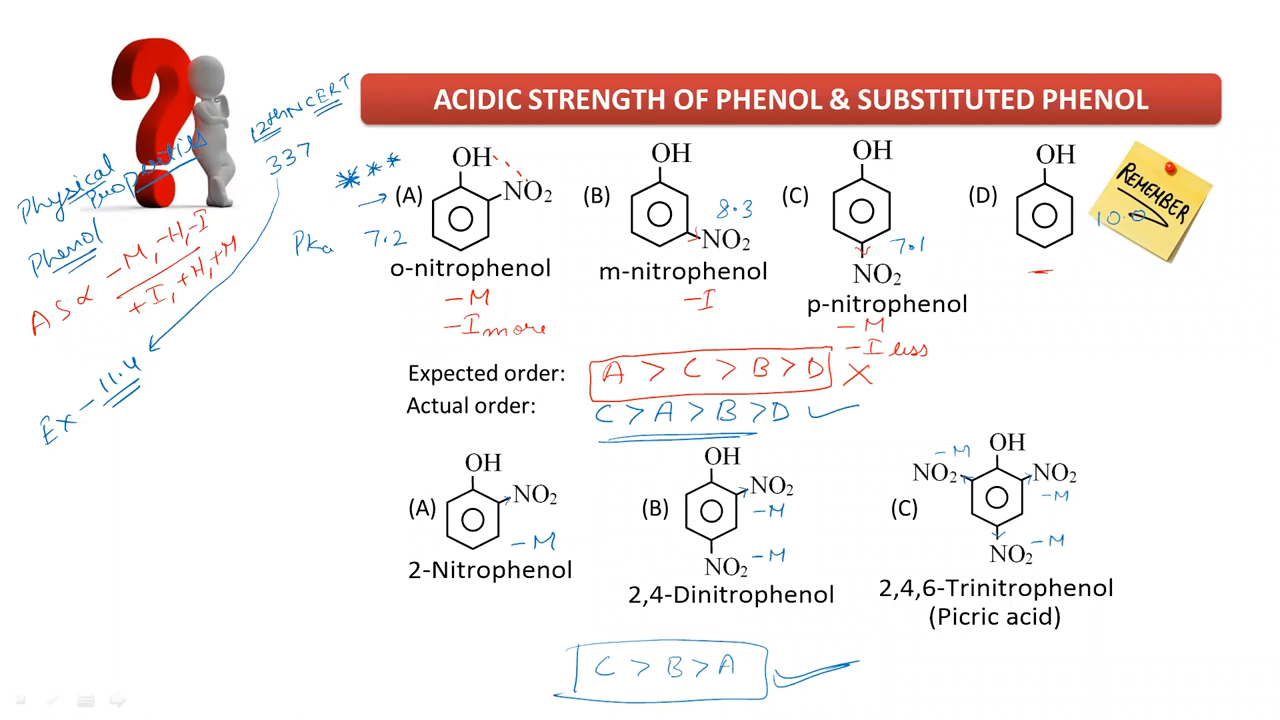 ACIDIC STRENGTH OF PHENOL & SUBSTITUTED PHENOL
12th NCERT
337
Physical
Properties
Phenol
AS ∝ -M, -H, -I
+I, +H, +M
Ex - 11.4
REMEMBER
***
→ (A)
OH
NO2
Pka 7.2
o-nitrophenol
-M
-I more
(B)
OH
8.3
NO2
m-nitrophenol
-I
(C)
OH
7.1
NO2
p-nitrophenol
-M
-I less
(D)
OH
10.0
Expected order: A > C > B > D X
Actual order: C > A > B > D ✓
(A)
OH
NO2
-M
2-Nitrophenol
(B)
OH
NO2
-M
NO2 -M
2,4-Dinitrophenol
(C)
-M OH
NO2 NO2
-M
NO2 -M
2,4,6-Trinitrophenol
(Picric acid)
C > B > A ✓